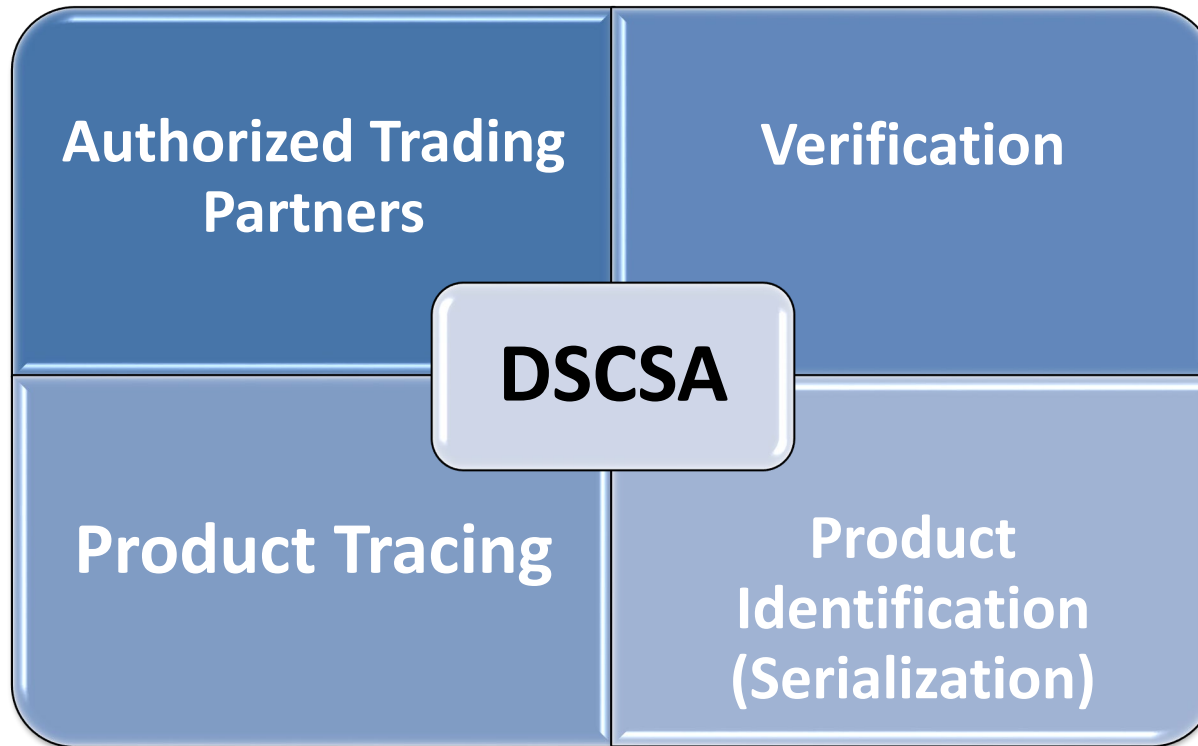 Authorized Trading
Partners
Verification
DSCSA
Product Tracing
Product
Identification
(Serialization)